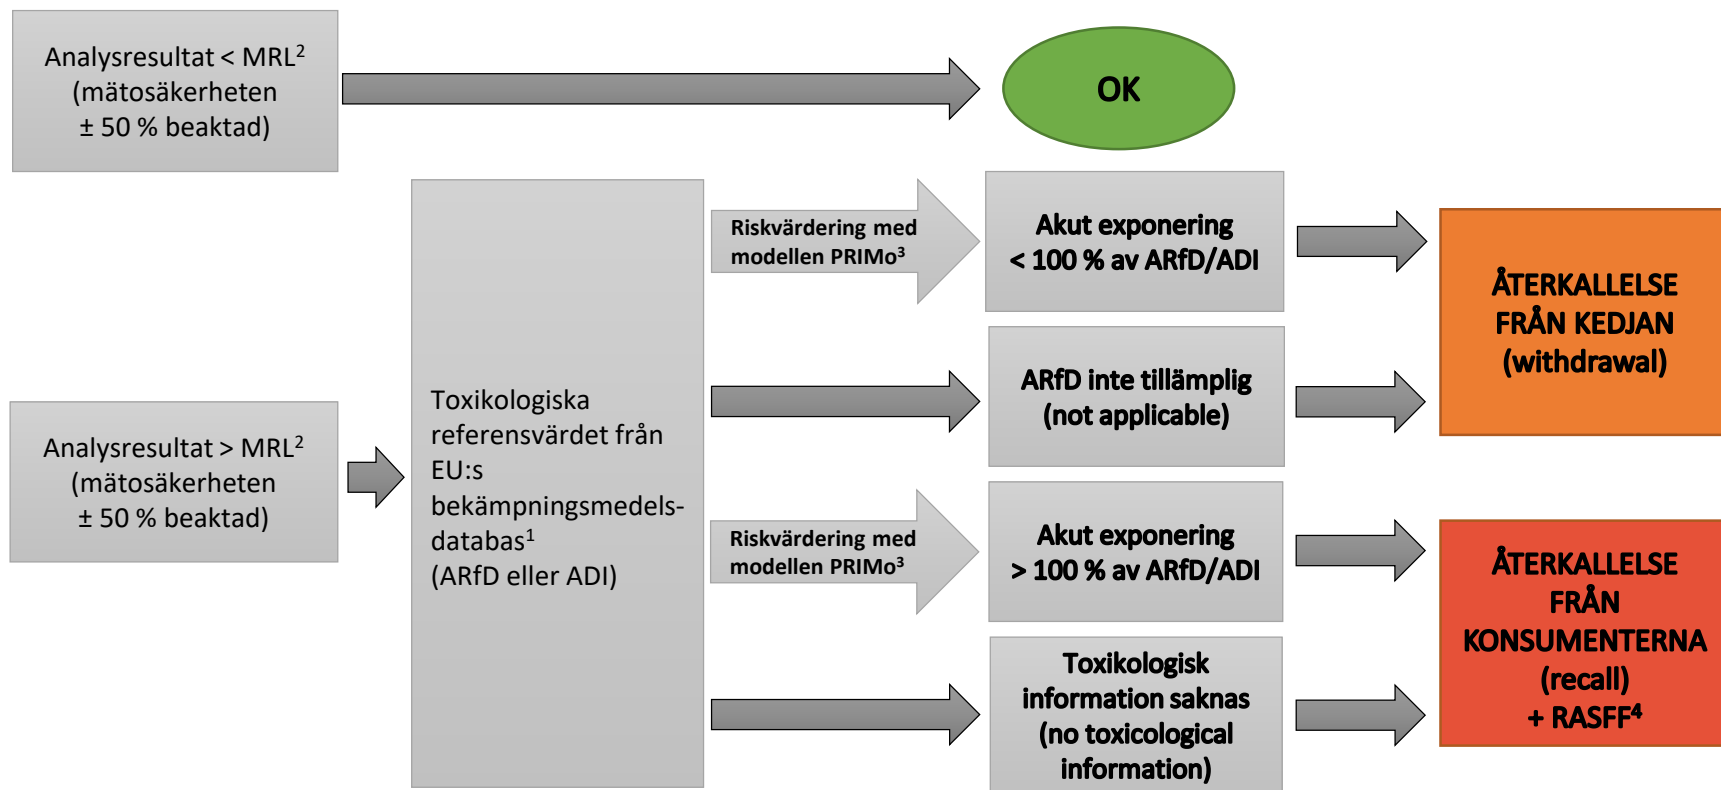 Analysresultat < MRL²
(mätosäkerheten
± 50 % beaktad)
OK
Analysresultat > MRL²
(mätosäkerheten
± 50 % beaktad)
Toxikologiska
referensvärdet från
EU:s
bekämpningsmedels-
databas¹
(ARfD eller ADI)
Riskvärdering med
modellen PRIMo³
Akut exponering
< 100 % av ARfD/ADI
ARfD inte tillämplig
(not applicable)
ÅTERKALLELSE
FRÅN KEDJAN
(withdrawal)
Riskvärdering med
modellen PRIMo³
Akut exponering
> 100 % av ARfD/ADI
Toxikologisk
information saknas
(no toxicological
information)
ÅTERKALLELSE
FRÅN
KONSUMENTERNA
(recall)
+ RASFF⁴